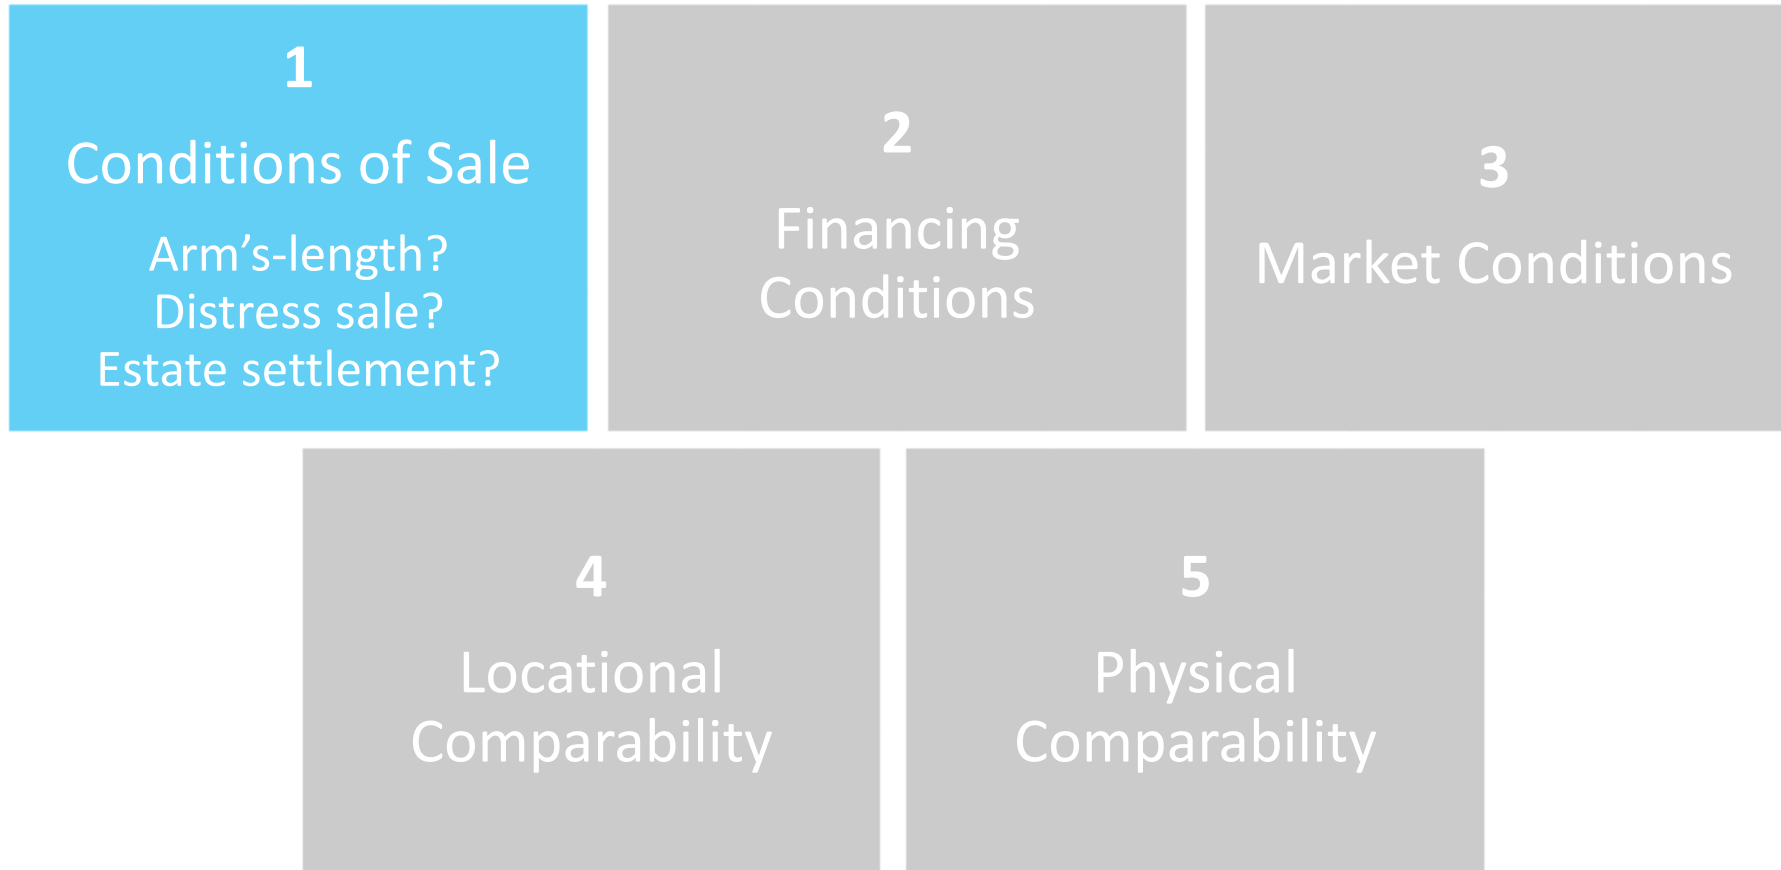 1
Conditions of Sale
Arm’s-length?
Distress sale?
Estate settlement?
2
Financing
Conditions
3
Market Conditions
4
Locational
Comparability
5
Physical
Comparability